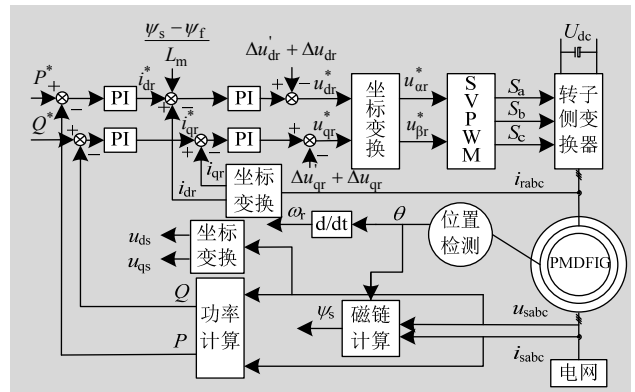 ψs − ψf
Lm
Δu'dr + Δudr
Udc
P*
+
−
PI
i*dr
+
−
PI
+
−
u*dr
坐标变换
u*αr
SVPWM
Sa
转子侧变换器
Q*
+
−
PI
i*qr
+
−
PI
+
−
u*qr
u*βr
Sb
Sc
iqr
Δu'qr + Δuqr
idr
坐标变换
irabc
ωr
d/dt
θ
位置检测
uds
uqs
坐标变换
PMDFIG
Q
功率计算
ψs
磁链计算
usabc
P
isabc
电网